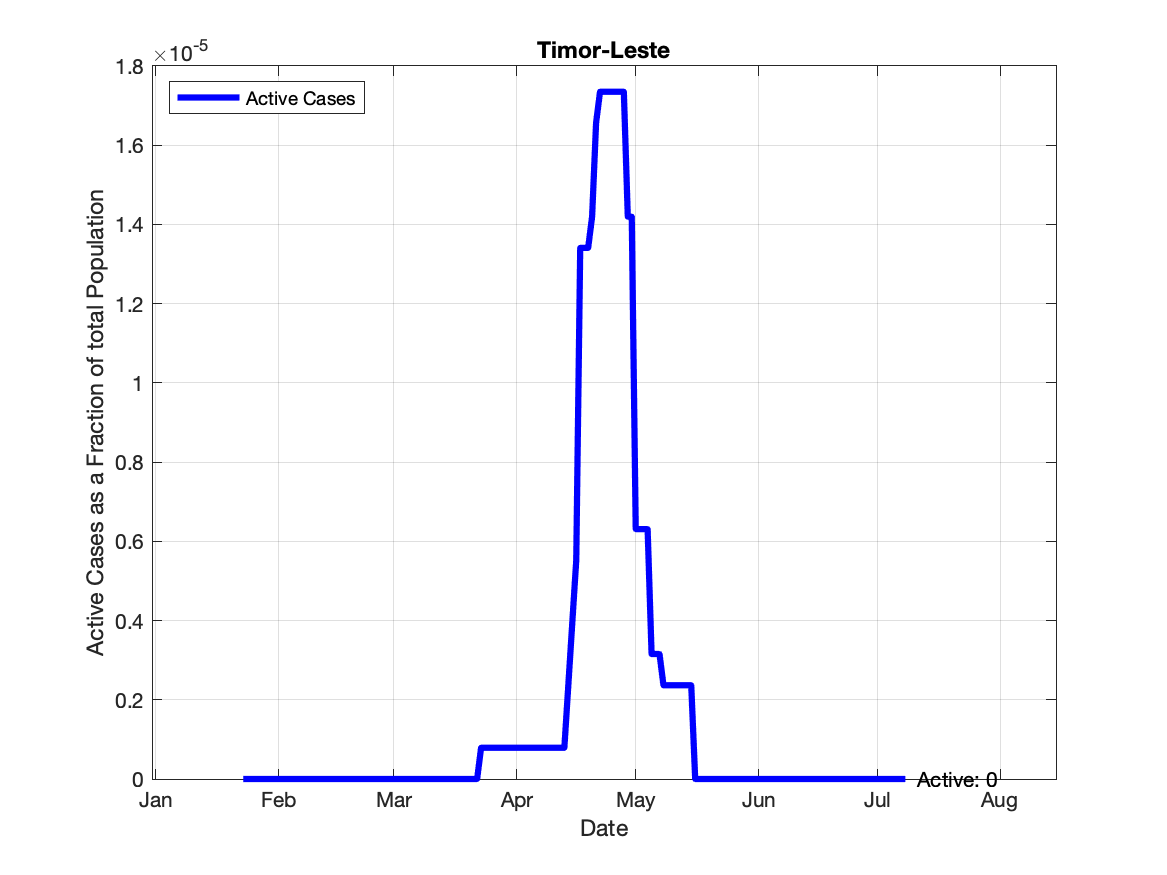 Timor-Leste
×10^-5
Active Cases
1.8
1.6
1.4
1.2
1
0.8
0.6
0.4
0.2
0
Active Cases as a Fraction of total Population
Active: 0
Jan Feb Mar Apr May Jun Jul Aug
Date